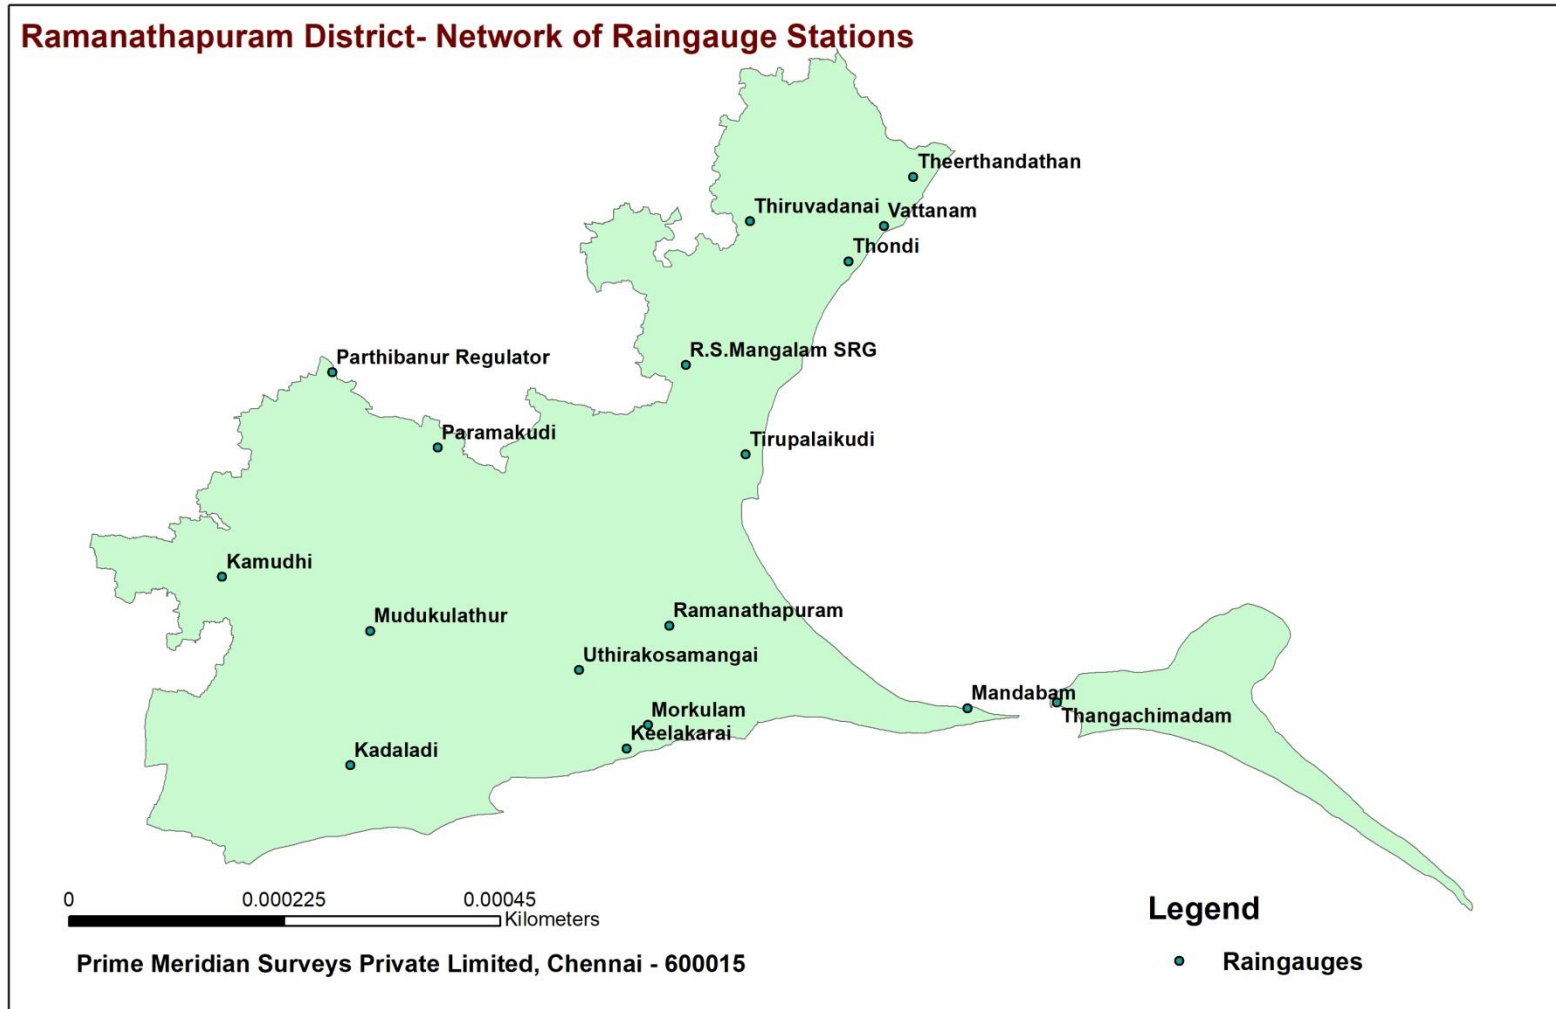 Ramanathapuram District- Network of Raingauge Stations
Theerthandathan
Thiruvadanai
Vattanam
Thondi
R.S.Mangalam SRG
Parthibanur Regulator
Paramakudi
Tirupalaikudi
Kamudhi
Mudukulathur
Ramanathapuram
Uthirakosamangai
Mandabam
Thangachimadam
Morkulam
Keelakarai
Kadaladi
0 0.000225 0.00045
Kilometers
Legend
Raingauges
Prime Meridian Surveys Private Limited, Chennai - 600015